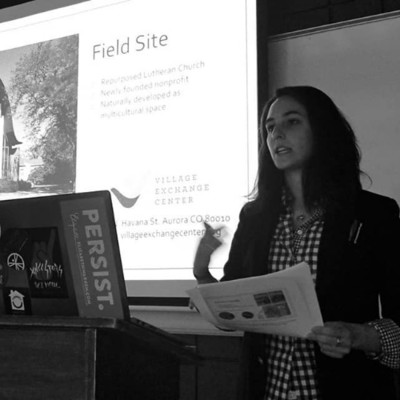 Field Site
Repurposed Lutheran Church
Newly founded nonprofit
Naturally developed as
multicultural space
VILLAGE
EXCHANGE
CENTER
Havana St. Aurora CO 80010
villageexchangecenter
PERSIST.